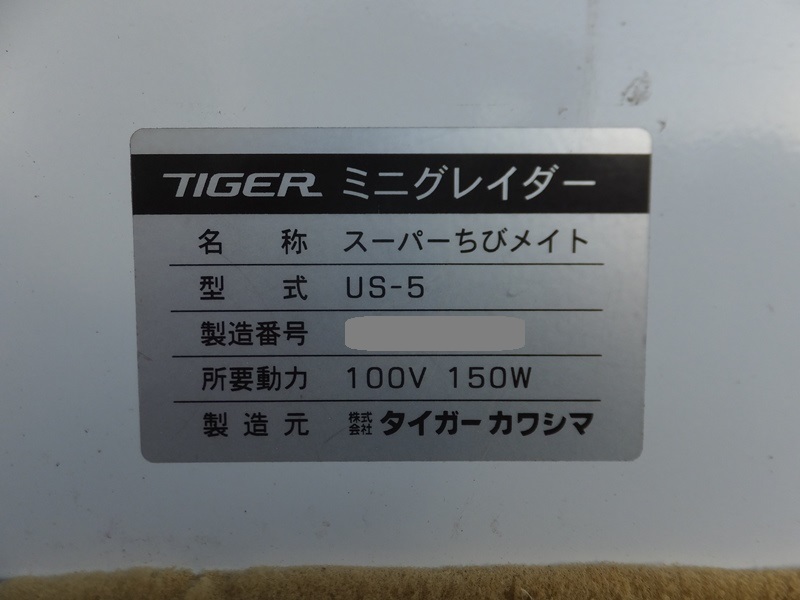 TIGER ミニグレイダー
名称 スーパーちびメイト
型式 US-5
製造番号
所要動力 100V 150W
製造元 株式会社 タイガーカワシマ